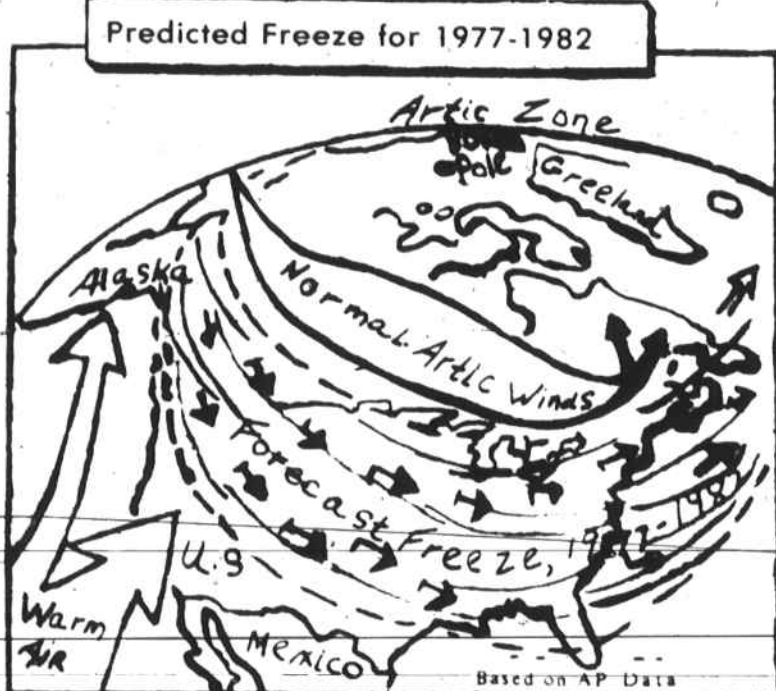 Predicted Freeze for 1977-1982
Artic Zone
Pole
Greeland
Alaska
Normal Artic Winds
Forecast Freeze,
U.S
Warm
AIR
Mexico
Based on AP Data